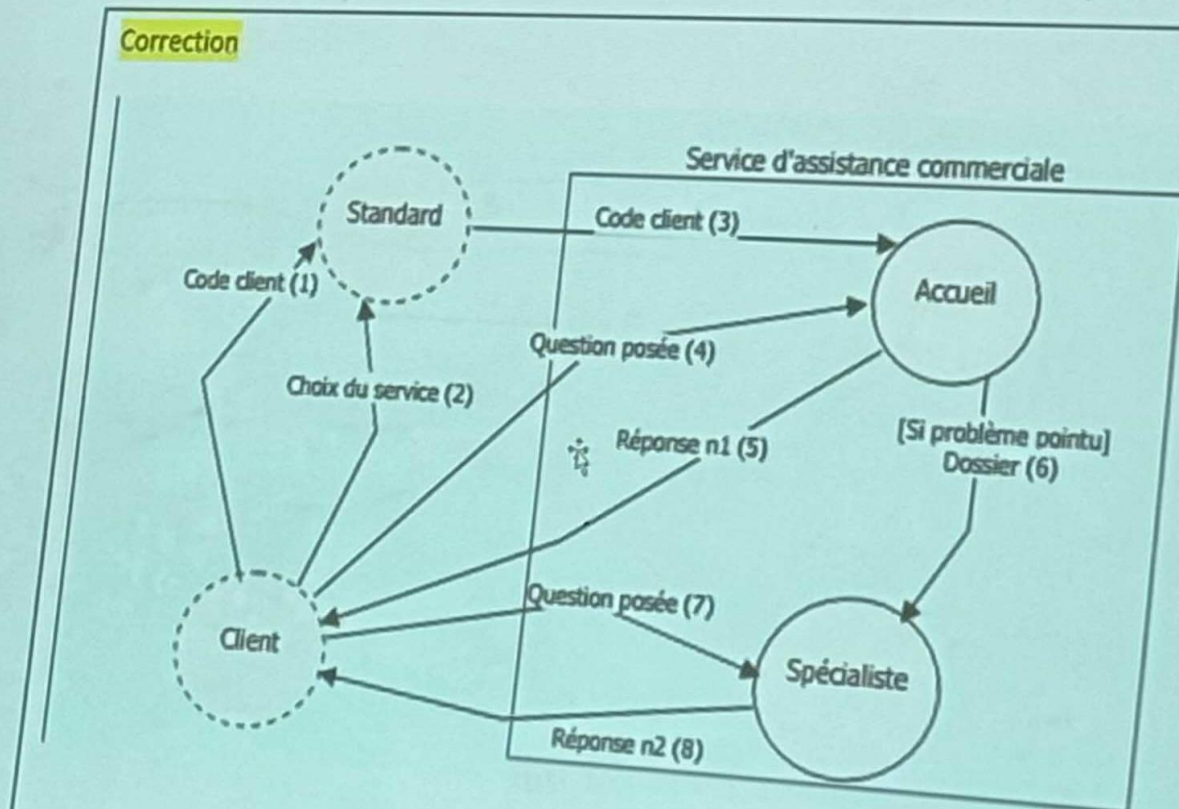 Correction
Service d'assistance commerciale
Standard
Code client (3)
Accueil
Code client (1)
Question posée (4)
Choix du service (2)
Réponse n1 (5)
[Si problème pointu]
Dossier (6)
Question posée (7)
Client
Spécialiste
Réponse n2 (8)